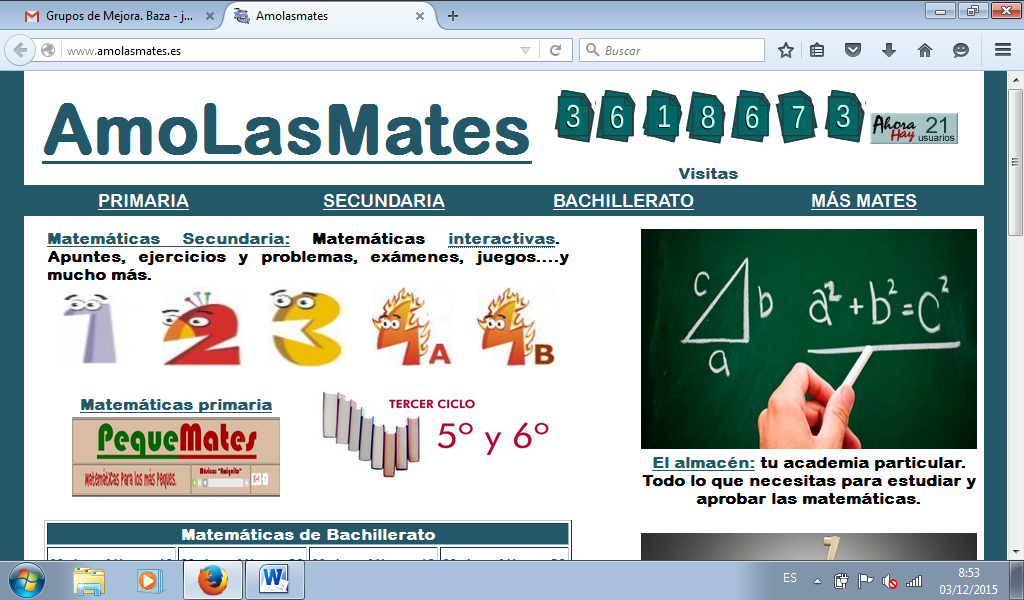 Grupos de Mejora. Baza - j...
Amolasmates
www.amolasmates.es
Buscar
AmoLasMates
3 6 1 8 6 7 3
Ahora Hay 21 usuarios
Visitas
PRIMARIA SECUNDARIA BACHILLERATO MÁS MATES
Matemáticas Secundaria: Matemáticas interactivas.
Apuntes, ejercicios y problemas, exámenes, juegos....y
mucho más.
1 2 3 4A 4B
c b a
a² + b² = c²
Matemáticas primaria
PequeMates
Matemáticas para los más peques.
TERCER CICLO
5º y 6º
El almacén: tu academia particular.
Todo lo que necesitas para estudiar y
aprobar las matemáticas.
Matemáticas de Bachillerato
ES
8:53
03/12/2015